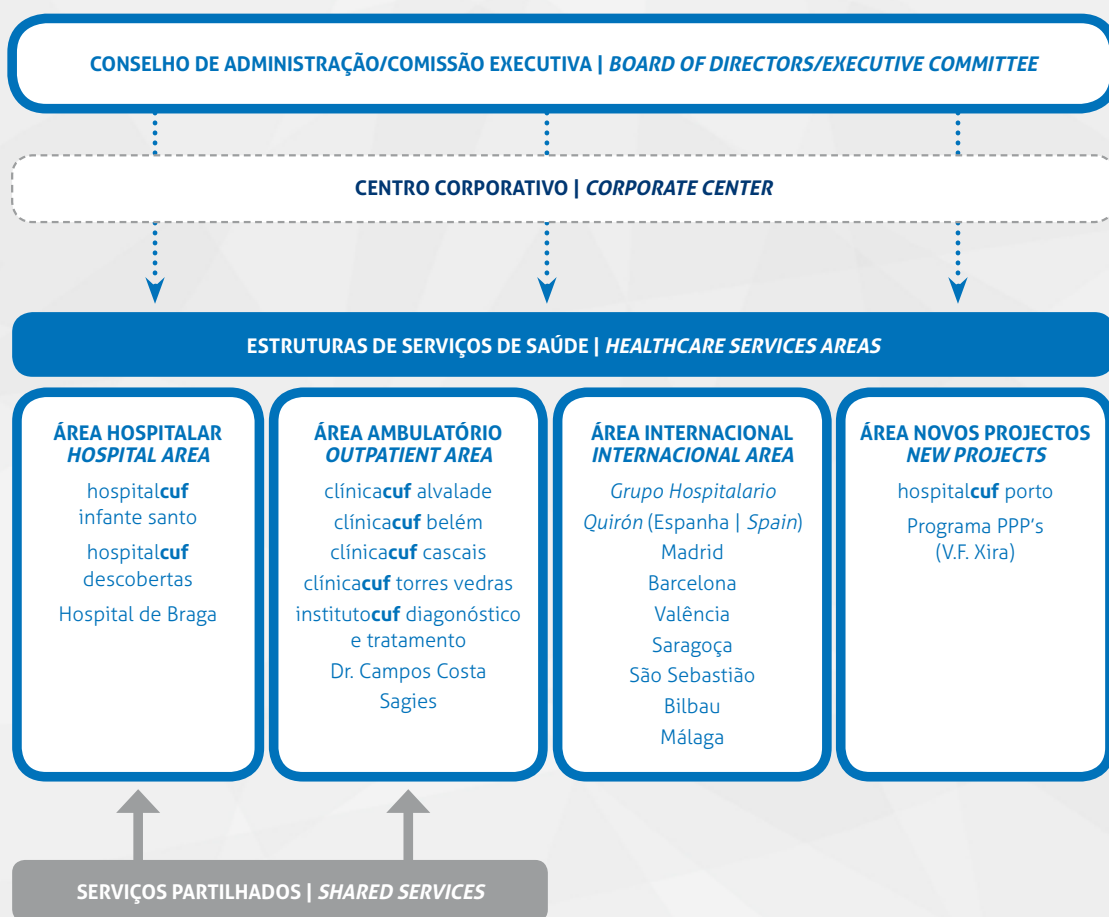 CONSELHO DE ADMINISTRAÇÃO/COMISSÃO EXECUTIVA | BOARD OF DIRECTORS/EXECUTIVE COMMITTEE
CENTRO CORPORATIVO | CORPORATE CENTER
ESTRUTURAS DE SERVIÇOS DE SAÚDE | HEALTHCARE SERVICES AREAS
ÁREA HOSPITALAR
HOSPITAL AREA
hospitalcuf
infante santo
hospitalcuf
descobertas
Hospital de Braga
ÁREA AMBULATÓRIO
OUTPATIENT AREA
clínicacuf alvalade
clínicacuf belém
clínicacuf cascais
clínicacuf torres vedras
institutocuf diagonóstico
e tratamento
Dr. Campos Costa
Sagies
ÁREA INTERNACIONAL
INTERNACIONAL AREA
Grupo Hospitalario
Quirón (Espanha | Spain)
Madrid
Barcelona
Valência
Saragoça
São Sebastião
Bilbau
Málaga
ÁREA NOVOS PROJECTOS
NEW PROJECTS
hospitalcuf porto
Programa PPP's
(V.F. Xira)
SERVIÇOS PARTILHADOS | SHARED SERVICES